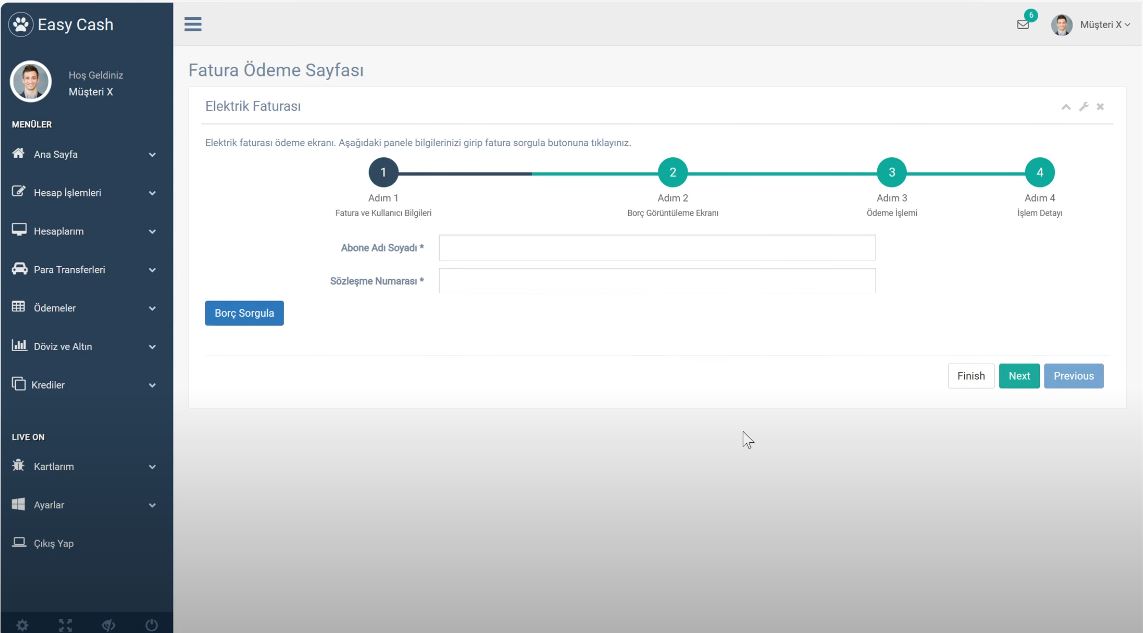 Easy Cash
6
Müşteri X
Hoş Geldiniz
Müşteri X
MENÜLER
Ana Sayfa
Hesap İşlemleri
Hesaplarım
Para Transferleri
Ödemeler
Döviz ve Altın
Krediler
LIVE ON
Kartlarım
Ayarlar
Çıkış Yap
Fatura Ödeme Sayfası
Elektrik Faturası
Elektrik faturası ödeme ekranı. Aşağıdaki panele bilgilerinizi girip fatura sorgula butonuna tıklayınız.
1 2 3 4
Adım 1 Adım 2 Adım 3 Adım 4
Fatura ve Kullanıcı Bilgileri Borç Görüntüleme Ekranı Ödeme İşlemi İşlem Detayı
Abone Adı Soyadı *
Sözleşme Numarası *
Borç Sorgula
Finish Next Previous